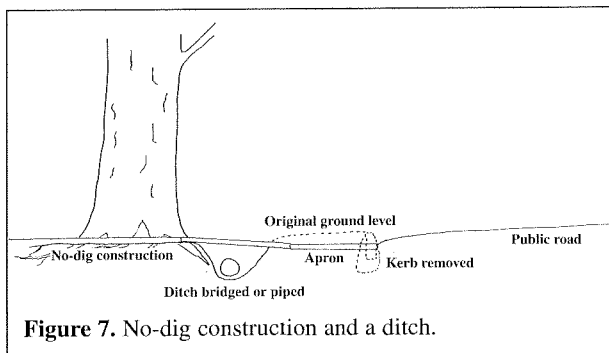 Original ground level
Public road
No-dig construction
Apron
Kerb removed
Ditch bridged or piped
Figure 7. No-dig construction and a ditch.